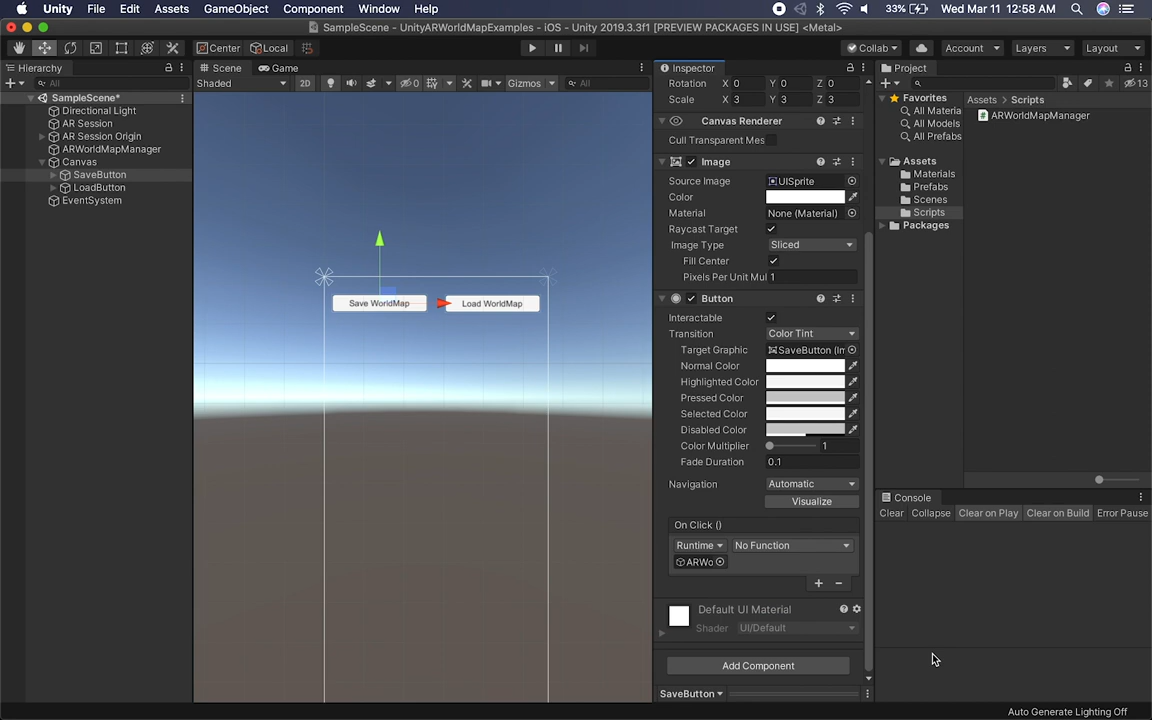 Unity File Edit Assets GameObject Component Window Help 33% Wed Mar 11 12:58 AM
SampleScene - UnityARWorldMapExamples - iOS - Unity 2019.3.3f1 [PREVIEW PACKAGES IN USE] <Metal>
Center Local Collab Account Layers Layout
Hierarchy
All
SampleScene*
Directional Light
AR Session
AR Session Origin
ARWorldMapManager
Canvas
SaveButton
LoadButton
EventSystem
Scene Game
Shaded 2D 0 Gizmos All
Save WorldMap Load WorldMap
Inspector
Rotation X 0 Y 0 Z 0
Scale X 3 Y 3 Z 3
Canvas Renderer
Cull Transparent Mes
Image
Source Image UISprite
Color
Material None (Material)
Raycast Target
Image Type Sliced
Fill Center
Pixels Per Unit Mul 1
Button
Interactable
Transition Color Tint
Target Graphic SaveButton (Im
Normal Color
Highlighted Color
Pressed Color
Selected Color
Disabled Color
Color Multiplier 1
Fade Duration 0.1
Navigation Automatic
Visualize
On Click ()
Runtime No Function
ARWo
+ −
Default UI Material
Shader UI/Default
Add Component
SaveButton
Project
13
Favorites
All Materia
All Models
All Prefabs
Assets
Materials
Prefabs
Scenes
Scripts
Packages
Assets Scripts
ARWorldMapManager
Console
Clear Collapse Clear on Play Clear on Build Error Pause
Auto Generate Lighting Off